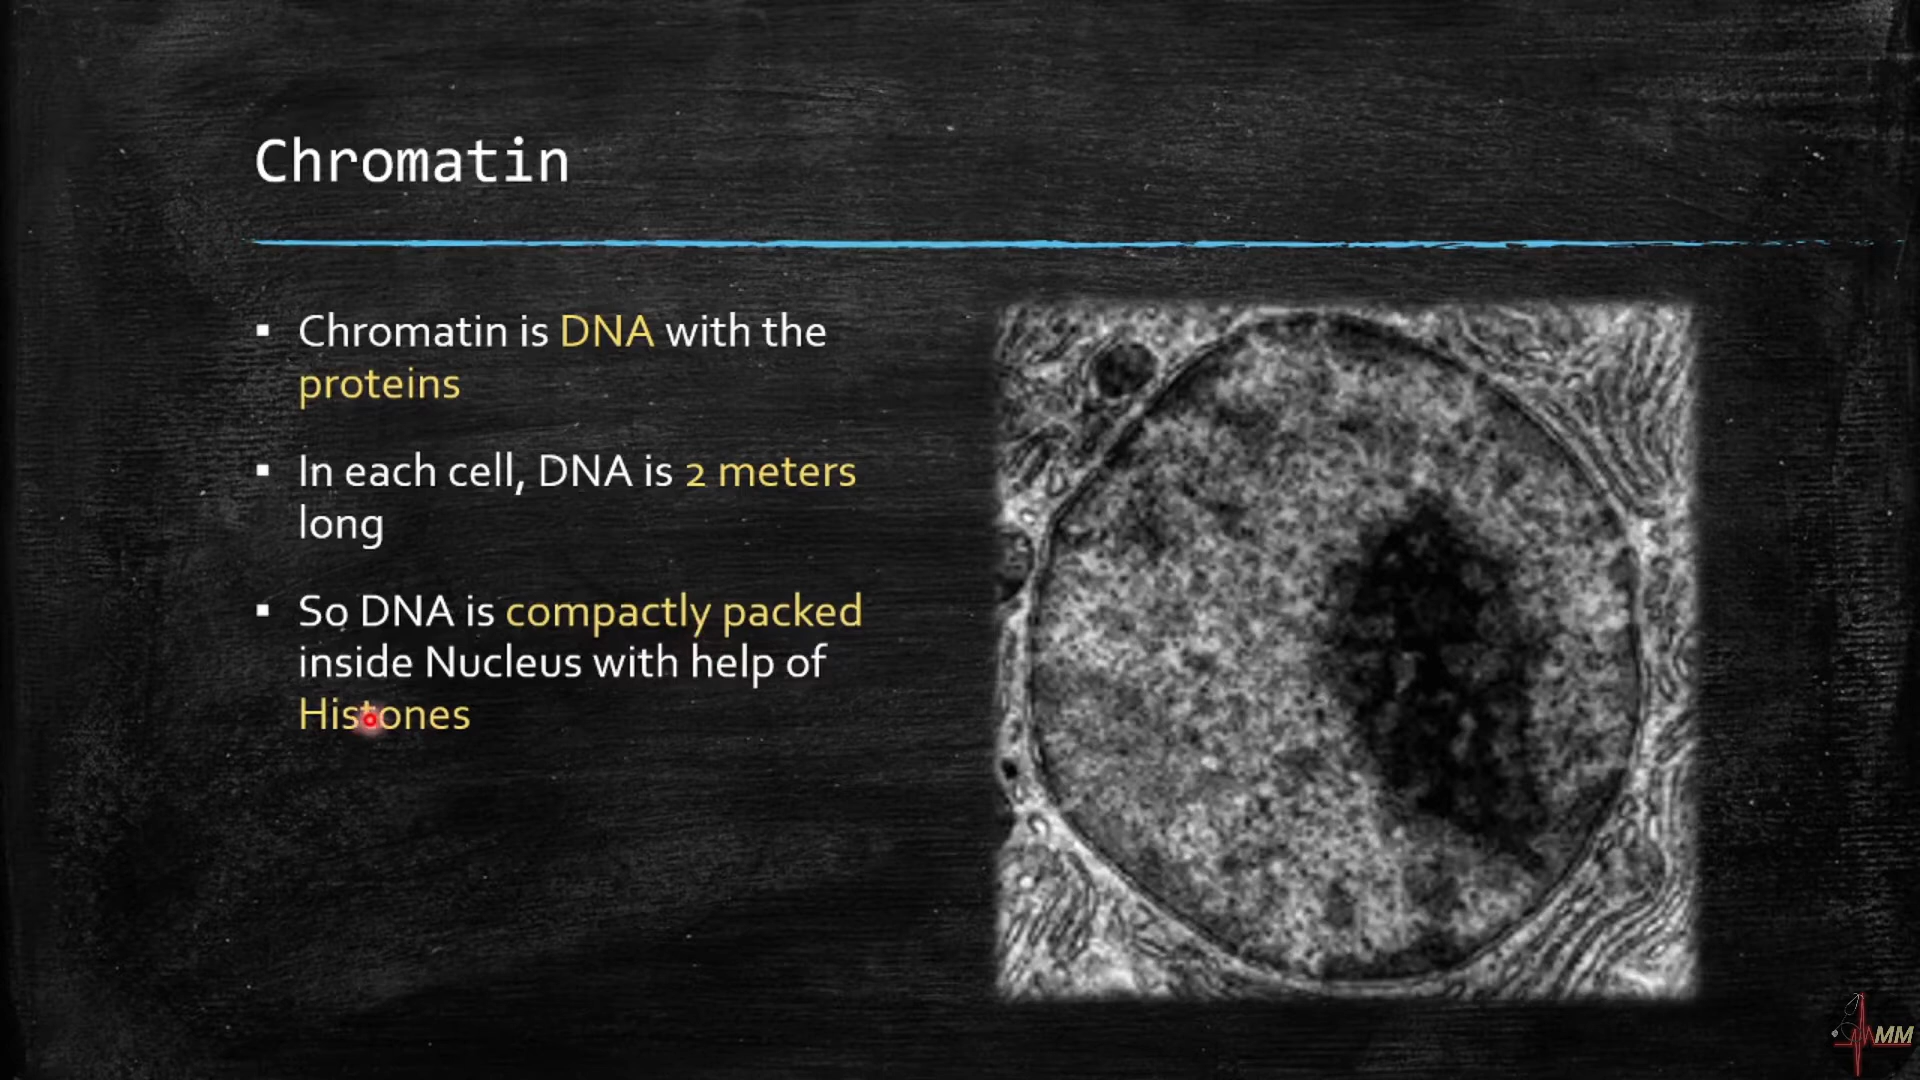 Chromatin
▪ Chromatin is DNA with the
proteins
▪ In each cell, DNA is 2 meters
long
▪ So DNA is compactly packed
inside Nucleus with help of
Histones
MM